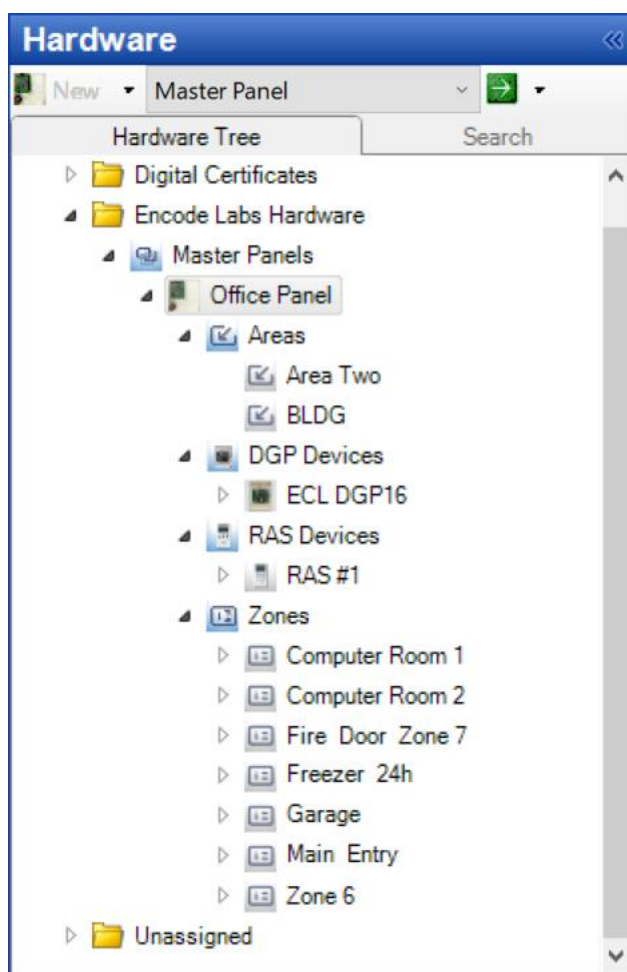 Hardware
New Master Panel
Hardware Tree Search
Digital Certificates
Encode Labs Hardware
Master Panels
Office Panel
Areas
Area Two
BLDG
DGP Devices
ECL DGP16
RAS Devices
RAS #1
Zones
Computer Room 1
Computer Room 2
Fire Door Zone 7
Freezer 24h
Garage
Main Entry
Zone 6
Unassigned